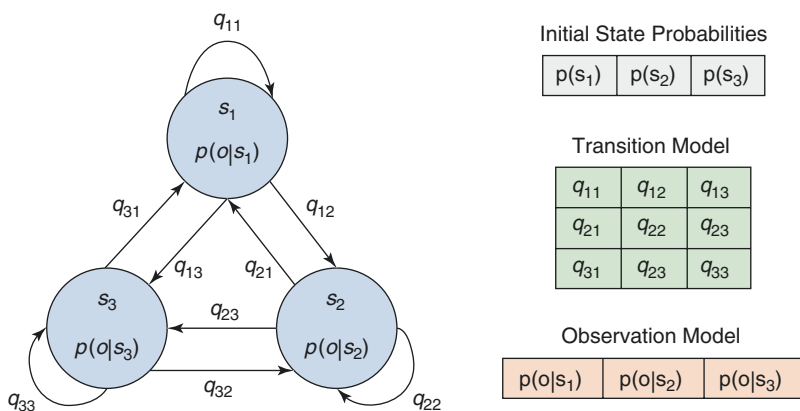 q₁₁
s₁
p(o|s₁)
q₃₁
q₁₂
q₁₃
q₂₁
s₃
p(o|s₃)
q₂₃
s₂
p(o|s₂)
q₃₃
q₃₂
q₂₂
Initial State Probabilities
p(s₁) p(s₂) p(s₃)
Transition Model
q₁₁ q₁₂ q₁₃
q₂₁ q₂₂ q₂₃
q₃₁ q₂₃ q₃₃
Observation Model
p(o|s₁) p(o|s₂) p(o|s₃)